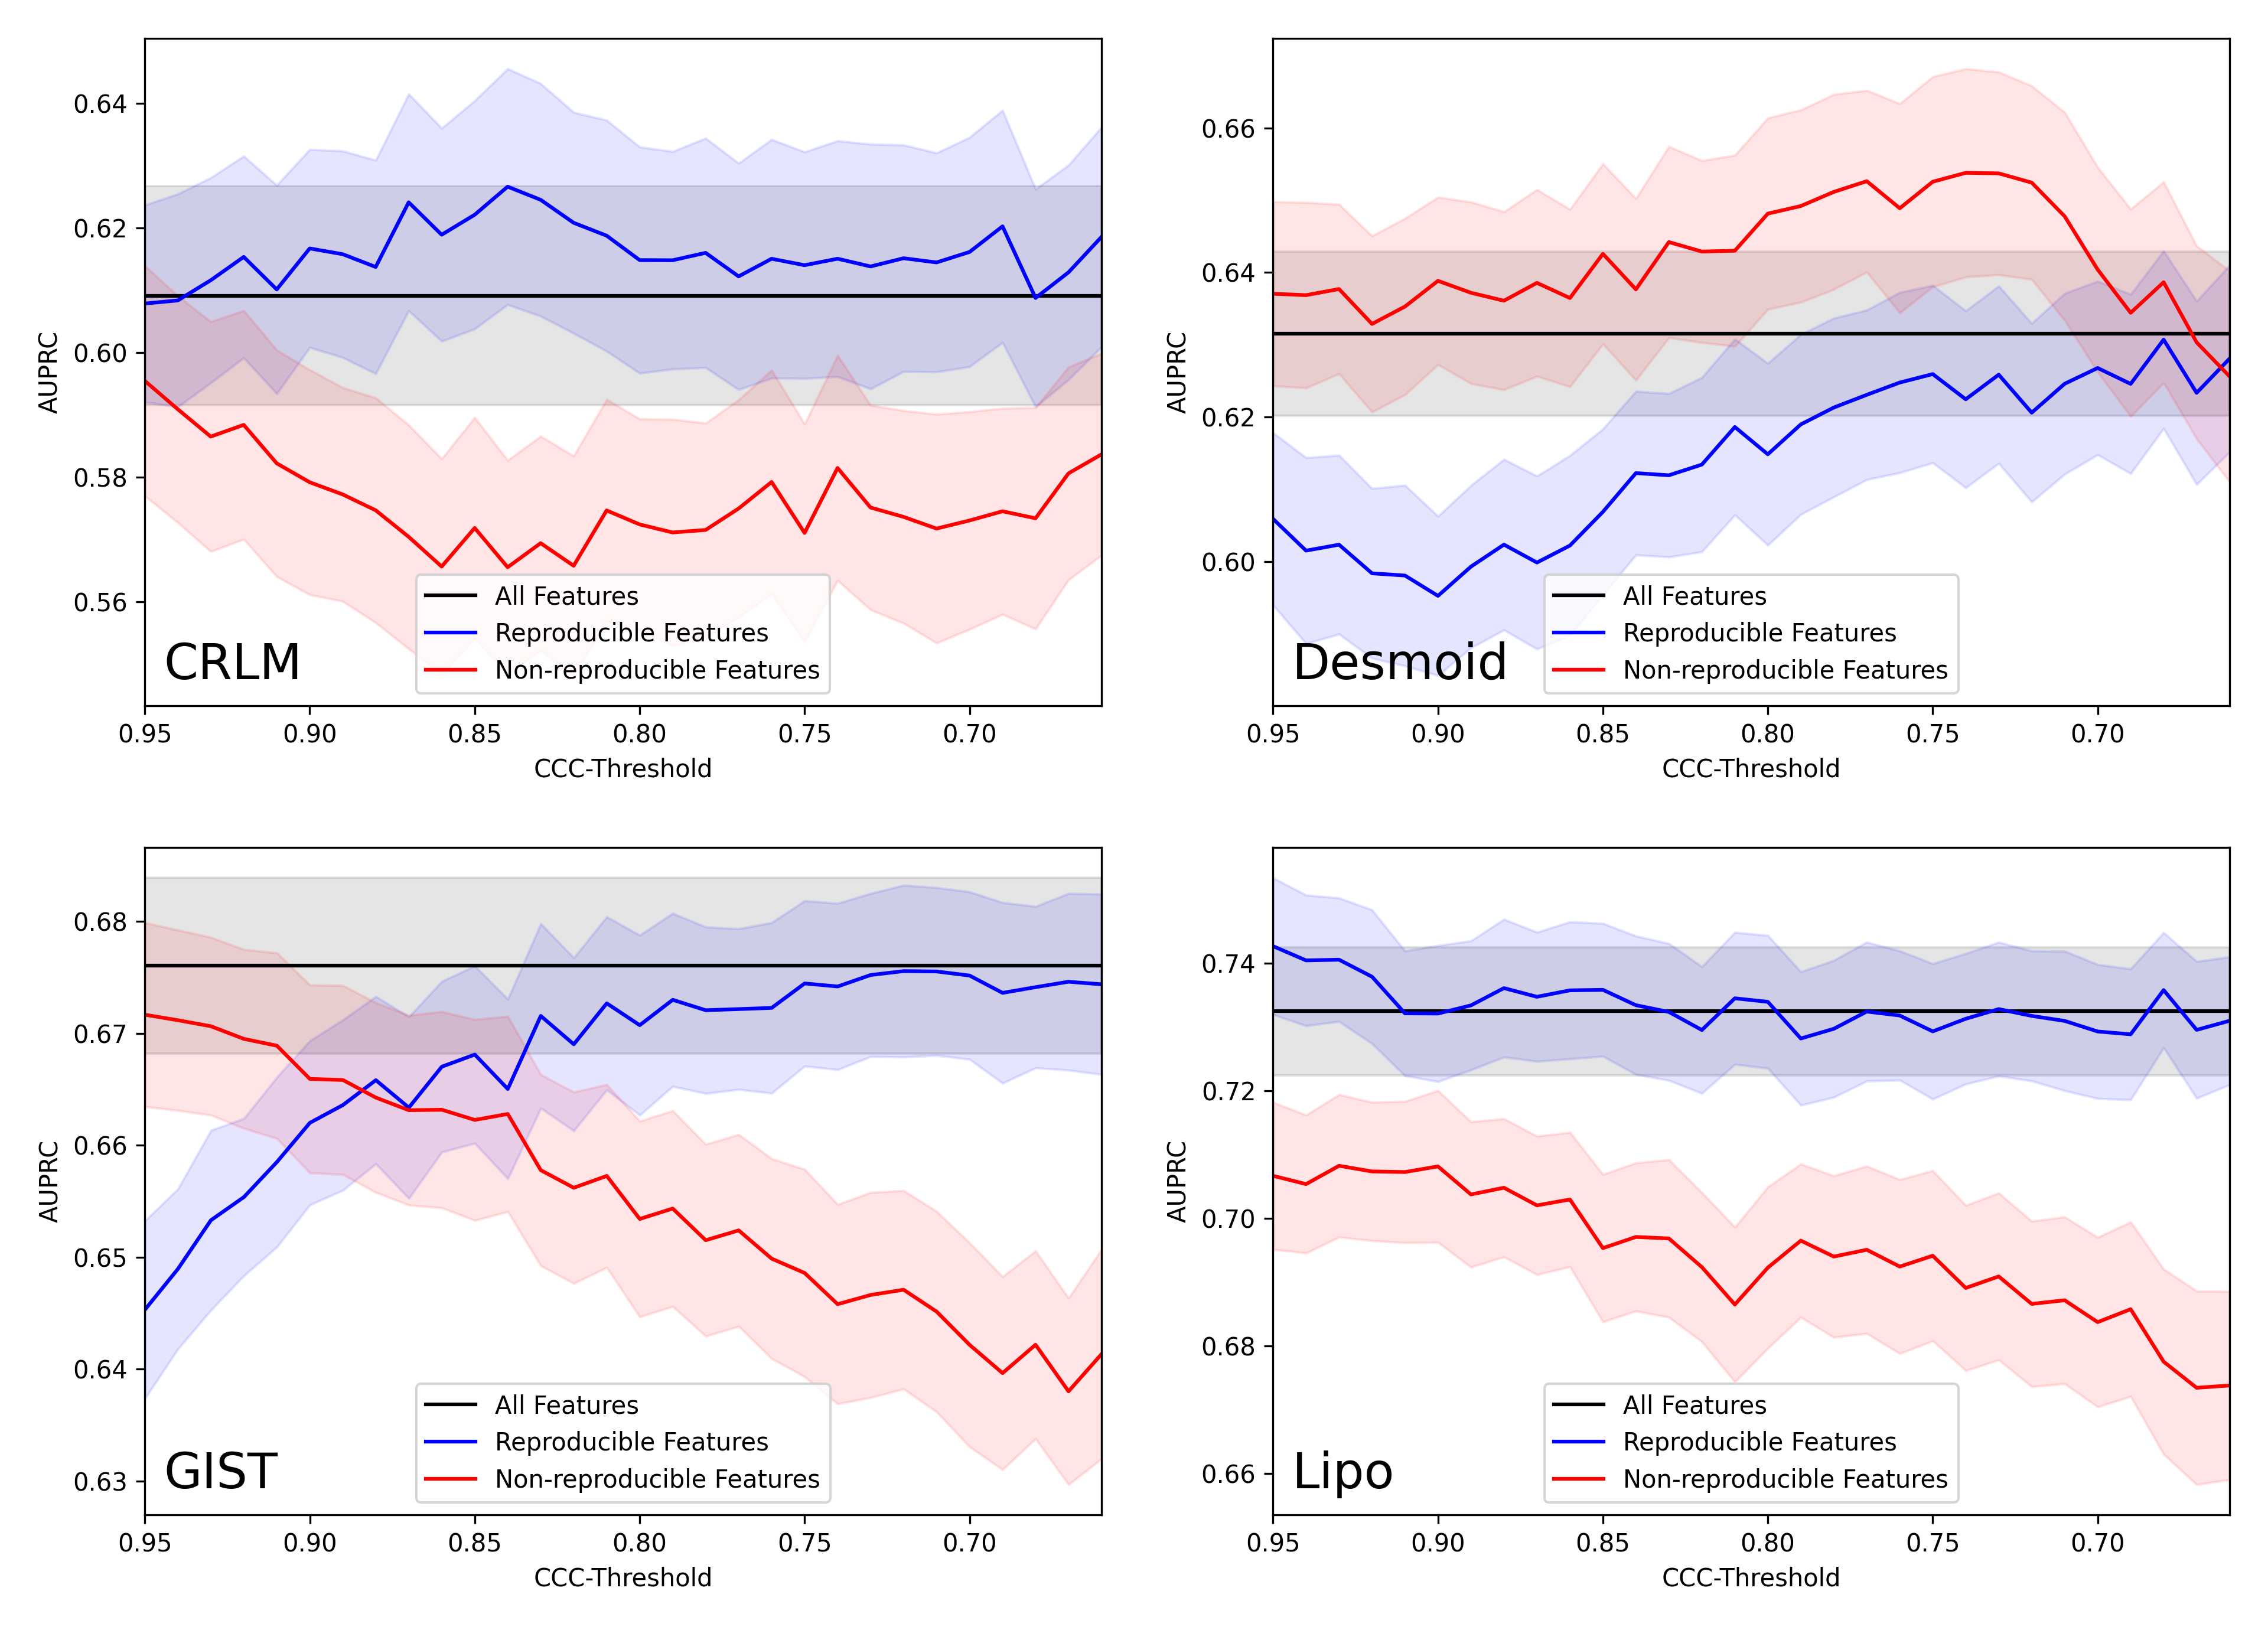 0.64
0.62
0.60
0.58
0.56
AUPRC
All Features
Reproducible Features
Non-reproducible Features
CRLM
0.95 0.90 0.85 0.80 0.75 0.70
CCC-Threshold
0.66
0.64
0.62
0.60
AUPRC
All Features
Reproducible Features
Non-reproducible Features
Desmoid
0.95 0.90 0.85 0.80 0.75 0.70
CCC-Threshold
0.68
0.67
0.66
0.65
0.64
0.63
AUPRC
All Features
Reproducible Features
Non-reproducible Features
GIST
0.95 0.90 0.85 0.80 0.75 0.70
CCC-Threshold
0.74
0.72
0.70
0.68
0.66
AUPRC
All Features
Reproducible Features
Non-reproducible Features
Lipo
0.95 0.90 0.85 0.80 0.75 0.70
CCC-Threshold